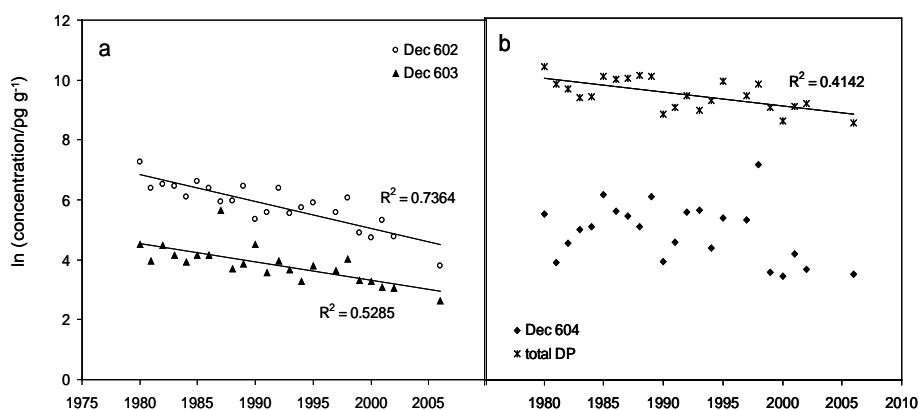 12
10
8
6
4
2
0
ln (concentration/pg g⁻¹)
a
Dec 602
Dec 603
R² = 0.7364
R² = 0.5285
1975 1980 1985 1990 1995 2000 2005
b
R² = 0.4142
Dec 604
total DP
1980 1985 1990 1995 2000 2005 2010